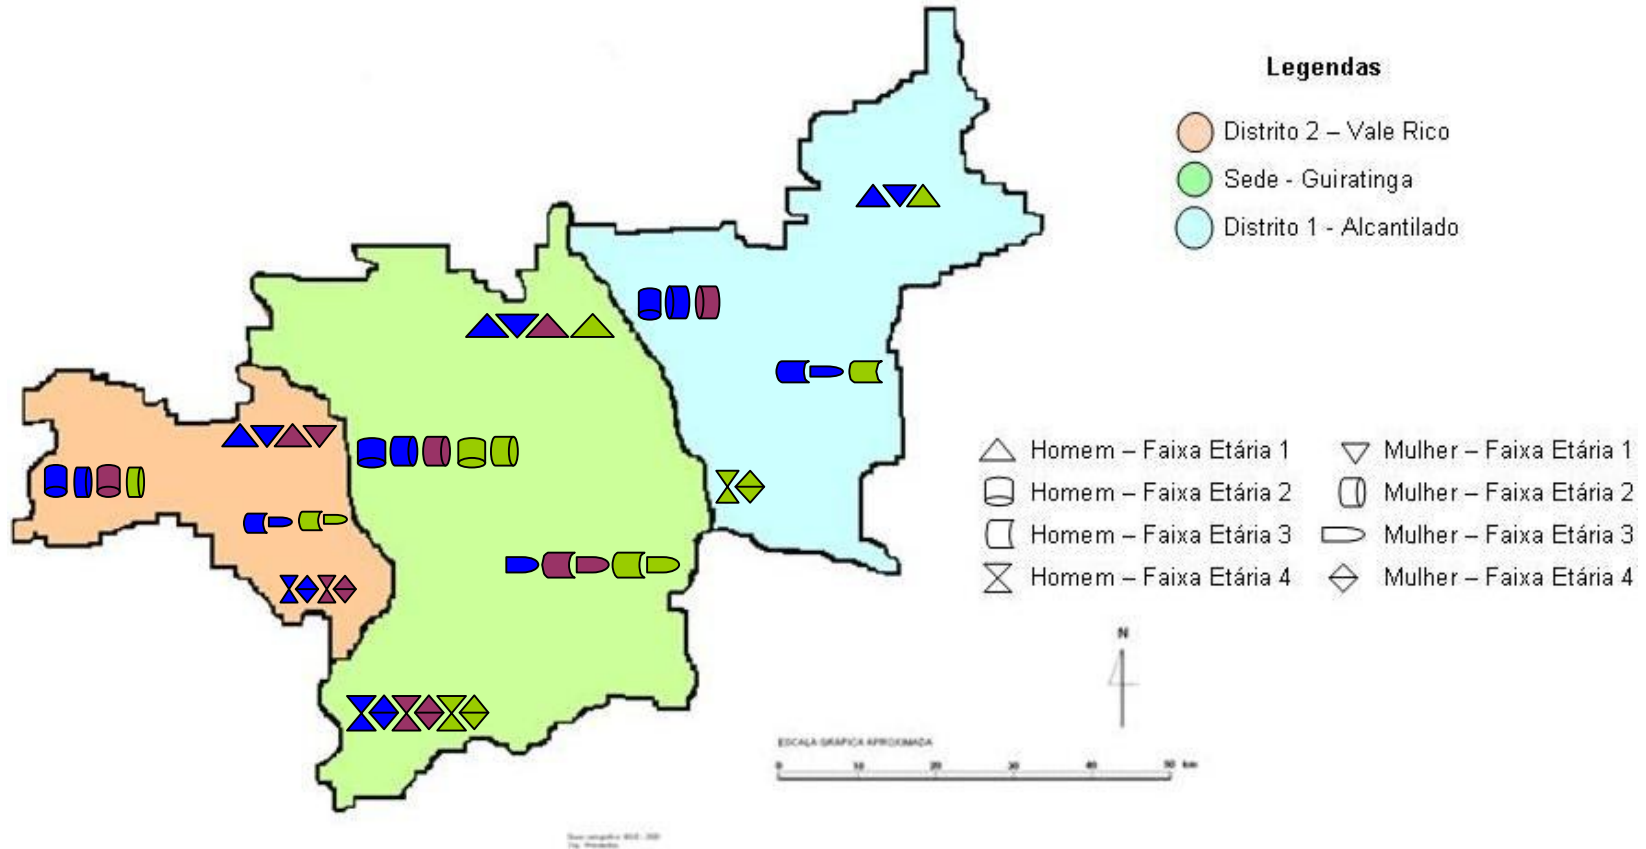 Legendas
Distrito 2 – Vale Rico
Sede - Guiratinga
Distrito 1 - Alcantilado
Homem – Faixa Etária 1
Mulher – Faixa Etária 1
Homem – Faixa Etária 2
Mulher – Faixa Etária 2
Homem – Faixa Etária 3
Mulher – Faixa Etária 3
Homem – Faixa Etária 4
Mulher – Faixa Etária 4
N
ESCALA GRÁFICA APROXIMADA
0 10 20 30 40 50 km